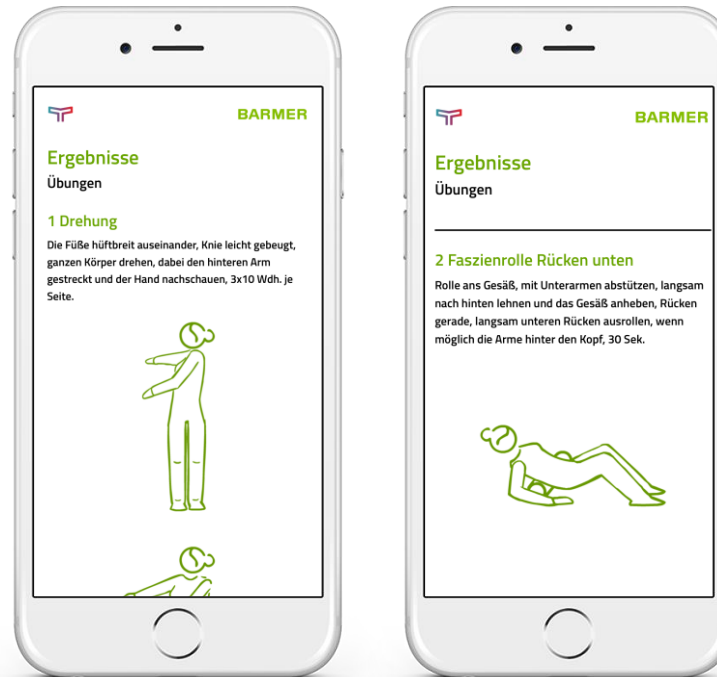 BARMER
Ergebnisse
Übungen
1 Drehung
Die Füße hüftbreit auseinander, Knie leicht gebeugt,
ganzen Körper drehen, dabei den hinteren Arm
gestreckt und der Hand nachschauen, 3x10 Wdh. je
Seite.
BARMER
Ergebnisse
Übungen
2 Faszienrolle Rücken unten
Rolle ans Gesäß, mit Unterarmen abstützen, langsam
nach hinten lehnen und das Gesäß anheben, Rücken
gerade, langsam unteren Rücken ausrollen, wenn
möglich die Arme hinter den Kopf, 30 Sek.